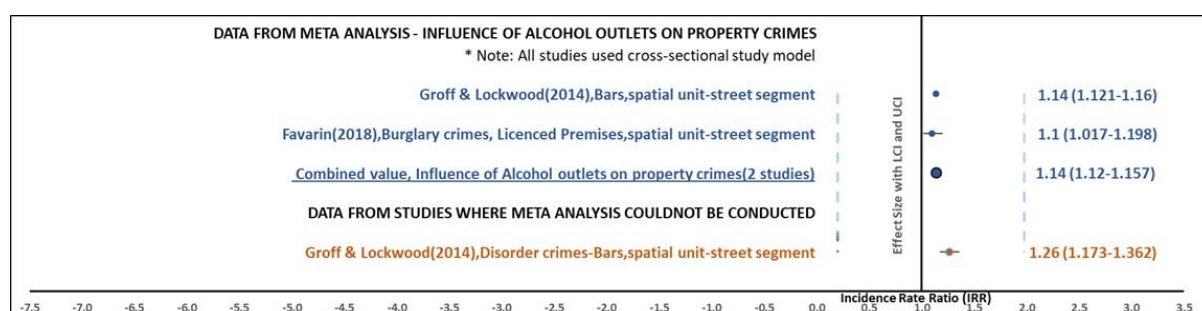 DATA FROM META ANALYSIS - INFLUENCE OF ALCOHOL OUTLETS ON PROPERTY CRIMES
* Note: All studies used cross-sectional study model
Groff & Lockwood(2014),Bars,spatial unit-street segment 1.14 (1.121-1.16)
Favarin(2018),Burglary crimes, Licenced Premises,spatial unit-street segment 1.1 (1.017-1.198)
Combined value, Influence of Alcohol outlets on property crimes(2 studies) 1.14 (1.12-1.157)
DATA FROM STUDIES WHERE META ANALYSIS COULDNOT BE CONDUCTED
Groff & Lockwood(2014),Disorder crimes-Bars,spatial unit-street segment 1.26 (1.173-1.362)
Effect Size with LCI and UCI
Incidence Rate Ratio (IRR)
-7.5 -7.0 -6.5 -6.0 -5.5 -5.0 -4.5 -4.0 -3.5 -3.0 -2.5 -2.0 -1.5 -1.0 -0.5 0.0 0.5 1.0 1.5 2.0 2.5 3.0 3.5